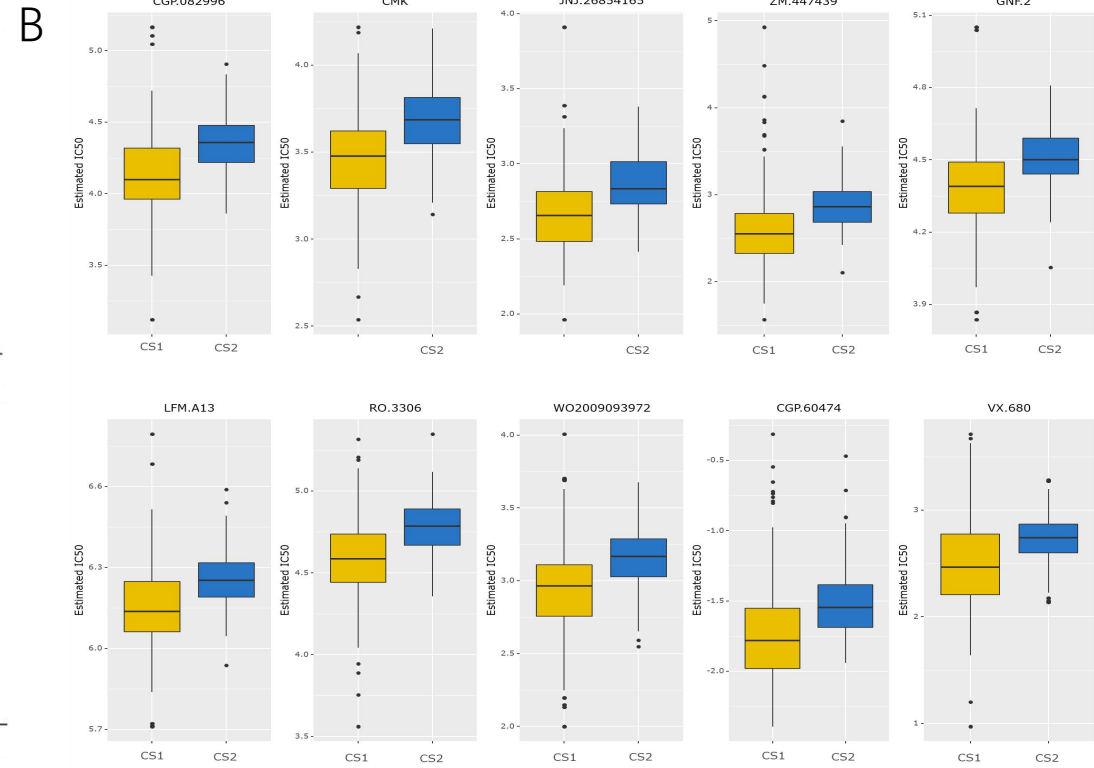 B
CGP.082996
CMK
JNJ.26854165
ZM.447439
GNF.2
Estimated IC50
5.0
4.5
4.0
3.5
CS1 CS2
Estimated IC50
4.0
3.5
3.0
2.5
CS2
Estimated IC50
4.0
3.5
3.0
2.5
2.0
CS2
Estimated IC50
5
4
3
2
CS1 CS2
Estimated IC50
5.1
4.8
4.5
4.2
3.9
CS1 CS2
LFM.A13
RO.3306
WO2009093972
CGP.60474
VX.680
Estimated IC50
6.6
6.3
6.0
5.7
CS1 CS2
Estimated IC50
5.0
4.5
4.0
3.5
CS1 CS2
Estimated IC50
4.0
3.5
3.0
2.5
2.0
CS1 CS2
Estimated IC50
-0.5
-1.0
-1.5
-2.0
CS1 CS2
Estimated IC50
3
2
1
CS1 CS2